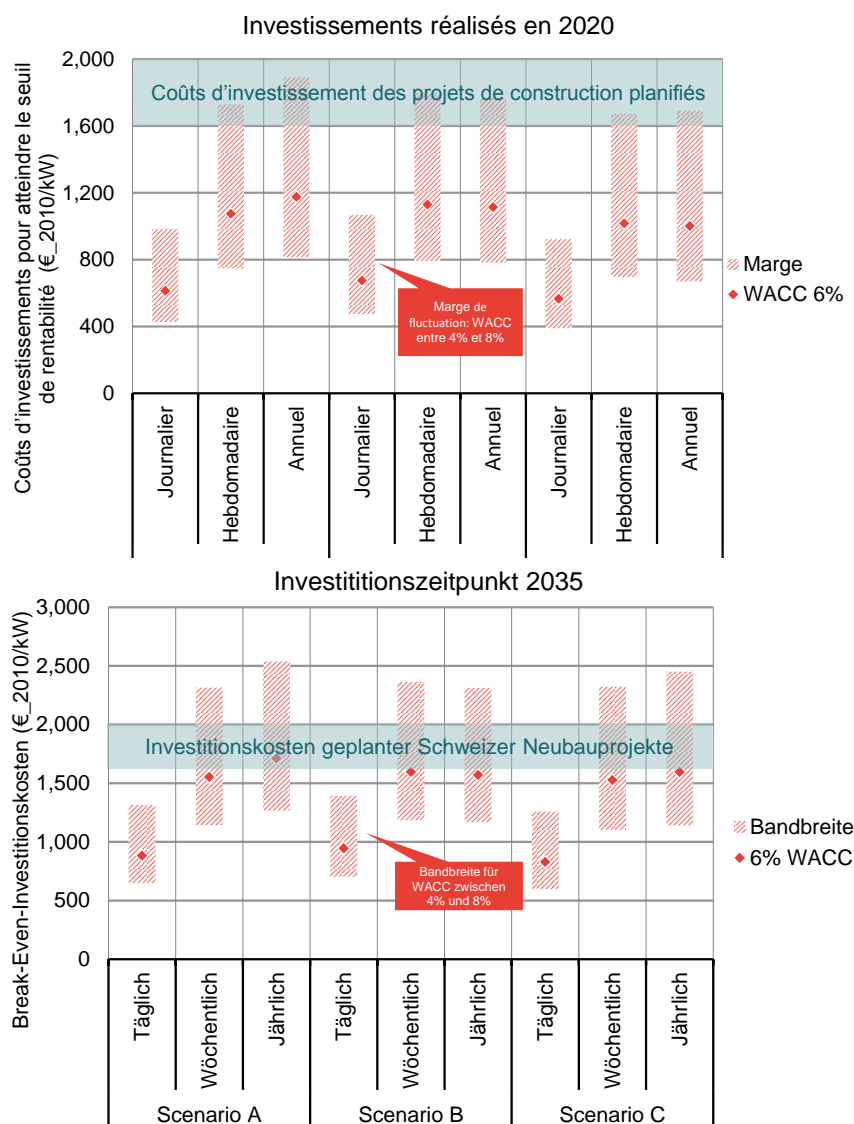 Investissements réalisés en 2020
Coûts d'investissements pour atteindre le seuil
de rentabilité (€_2010/kW)
2,000
1,600
1,200
800
400
0
Coûts d'investissement des projets de construction planifiés
Marge de
fluctuation: WACC
entre 4% et 8%
Marge
WACC 6%
Journalier
Hebdomadaire
Annuel
Journalier
Hebdomadaire
Annuel
Journalier
Hebdomadaire
Annuel
Investititionszeitpunkt 2035
Break-Even-Investitionskosten (€_2010/kW)
3,000
2,500
2,000
1,500
1,000
500
0
Investitionskosten geplanter Schweizer Neubauprojekte
Bandbreite für
WACC zwischen
4% und 8%
Bandbreite
6% WACC
Täglich
Wöchentlich
Jährlich
Täglich
Wöchentlich
Jährlich
Täglich
Wöchentlich
Jährlich
Scenario A
Scenario B
Scenario C